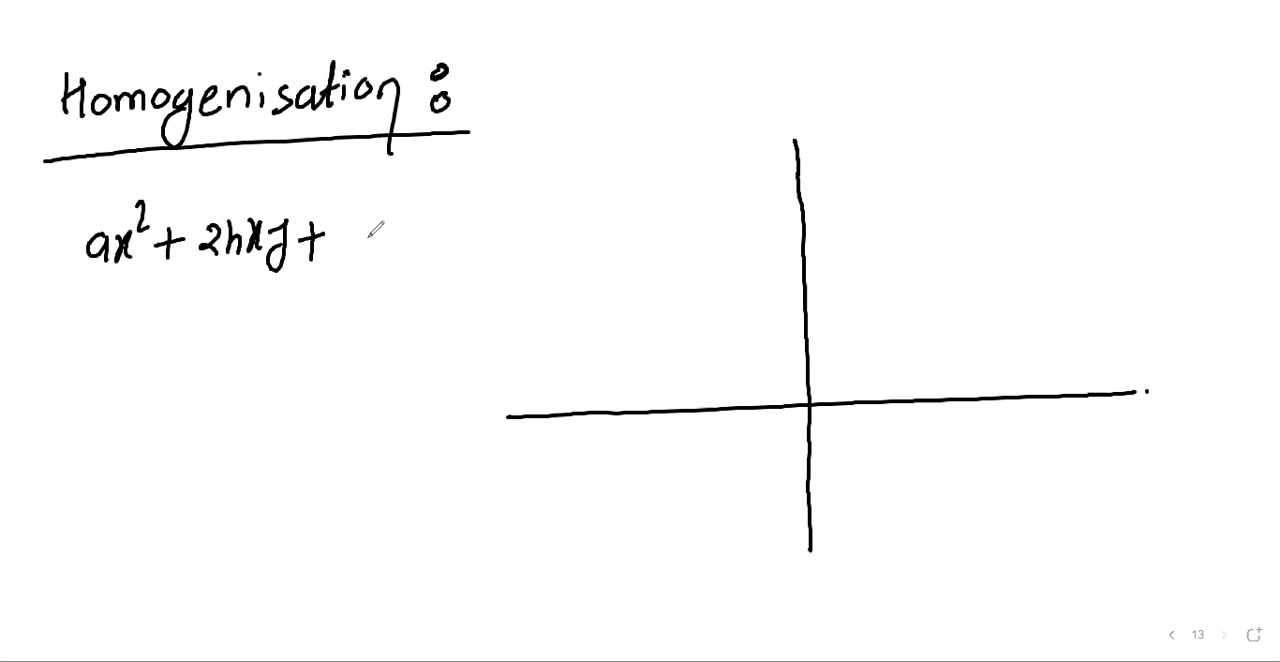 Homogenisation :
ax² + 2hxy +
13